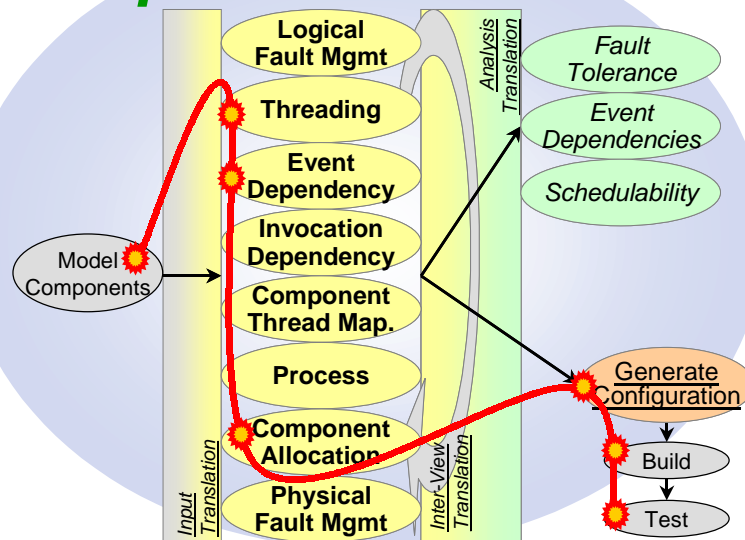 Logical
Fault Mgmt
Threading
Event
Dependency
Invocation
Dependency
Component
Thread Map.
Process
Component
Allocation
Physical
Fault Mgmt
Model
Components
Input
Translation
Inter-View
Translation
Analysis
Translation
Fault
Tolerance
Event
Dependencies
Schedulability
Generate
Configuration
Build
Test